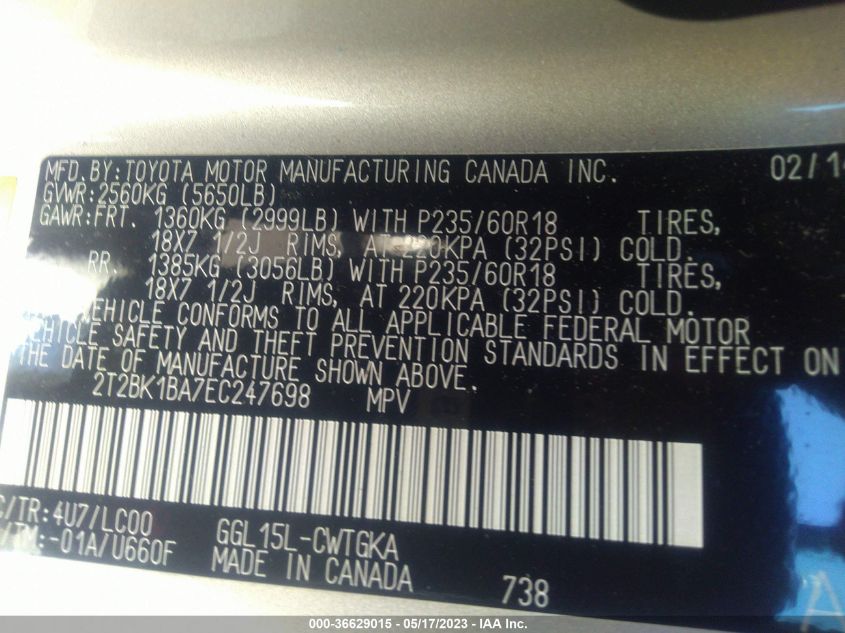 MFD.BY:TOYOTA MOTOR MANUFACTURING CANADA INC. 02/1
GVWR:2560KG (5650LB)
GAWR:FRT. 1360KG (2999LB) WITH P235/60R18 TIRES,
18X7 1/2J RIMS, AT 220KPA (32PSI) COLD.
RR. 1385KG (3056LB) WITH P235/60R18 TIRES,
18X7 1/2J RIMS, AT 220KPA (32PSI) COLD.
VEHICLE CONFORMS TO ALL APPLICABLE FEDERAL MOTOR
VEHICLE SAFETY AND THEFT PREVENTION STANDARDS IN EFFECT ON
THE DATE OF MANUFACTURE SHOWN ABOVE.
2T2BK1BA7EC247698 MPV
C/TR:4U7/LC00
/TM:-01A/U660F
GGL15L-CWTGKA
MADE IN CANADA
738
000-36629015 - 05/17/2023 - IAA Inc.